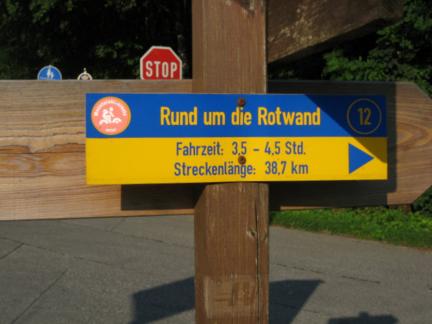 STOP
Rund um die Rotwand
12
Fahrzeit: 3,5 - 4,5 Std.
Streckenlänge: 38,7 km